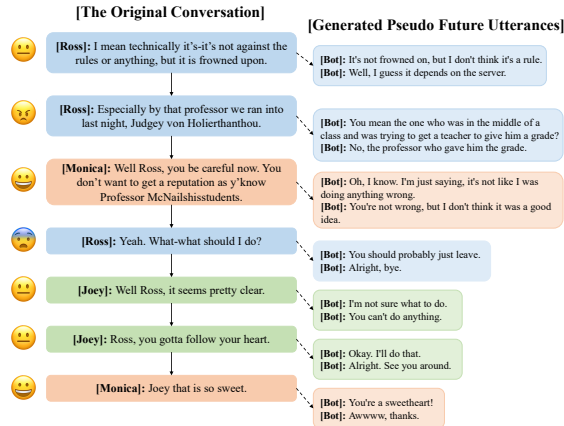 [The Original Conversation]
[Generated Pseudo Future Utterances]
[Ross]: I mean technically it's-it's not against the
rules or anything, but it is frowned upon.
[Bot]: It's not frowned on, but I don't think it's a rule.
[Bot]: Well, I guess it depends on the server.
[Ross]: Especially by that professor we ran into
last night, Judgey von Holierthanthou.
[Bot]: You mean the one who was in the middle of a
class and was trying to get a teacher to give him a grade?
[Bot]: No, the professor who gave him the grade.
[Monica]: Well Ross, you be careful now. You
don't want to get a reputation as y'know
Professor McNailshisstudents.
[Bot]: Oh, I know. I'm just saying, it's not like I was
doing anything wrong.
[Bot]: You're not wrong, but I don't think it was a good
idea.
[Ross]: Yeah. What-what should I do?
[Bot]: You should probably just leave.
[Bot]: Alright, bye.
[Joey]: Well Ross, it seems pretty clear.
[Bot]: I'm not sure what to do.
[Bot]: You can't do anything.
[Joey]: Ross, you gotta follow your heart.
[Bot]: Okay. I'll do that.
[Bot]: Alright. See you around.
[Monica]: Joey that is so sweet.
[Bot]: You're a sweetheart!
[Bot]: Awwww, thanks.